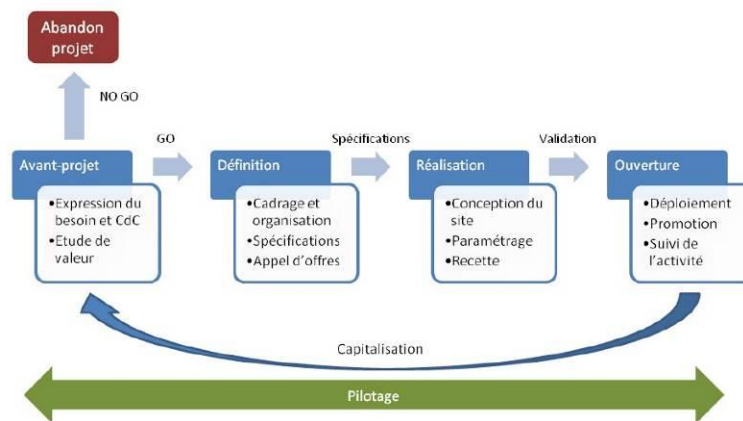 Abandon
projet
NO GO
GO
Spécifications
Validation
Avant-projet
•Expression du
besoin et CdC
•Etude de
valeur
Définition
•Cadrage et
organisation
•Spécifications
•Appel d'offres
Réalisation
•Conception du
site
•Paramétrage
•Recette
Ouverture
•Déploiement
•Promotion
•Suivi de
l'activité
Capitalisation
Pilotage